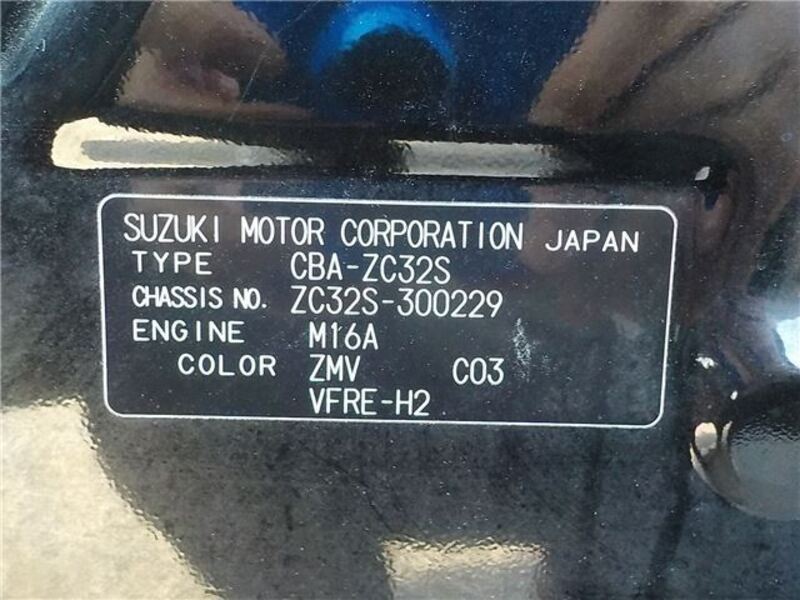 SUZUKI MOTOR CORPORATION JAPAN
TYPE CBA-ZC32S
CHASSIS NO. ZC32S-300229
ENGINE M16A
COLOR ZMV C03
VFRE-H2